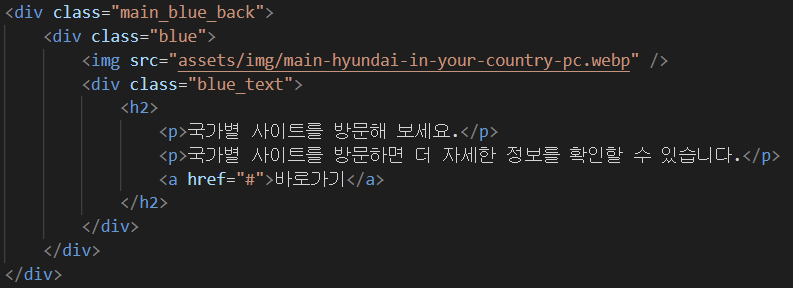 <div class="main_blue_back">
    <div class="blue">
        <img src="assets/img/main-hyundai-in-your-country-pc.webp" />
        <div class="blue_text">
            <h2>
                <p>국가별 사이트를 방문해 보세요.</p>
                <p>국가별 사이트를 방문하면 더 자세한 정보를 확인할 수 있습니다.</p>
                <a href="#">바로가기</a>
            </h2>
        </div>
    </div>
</div>